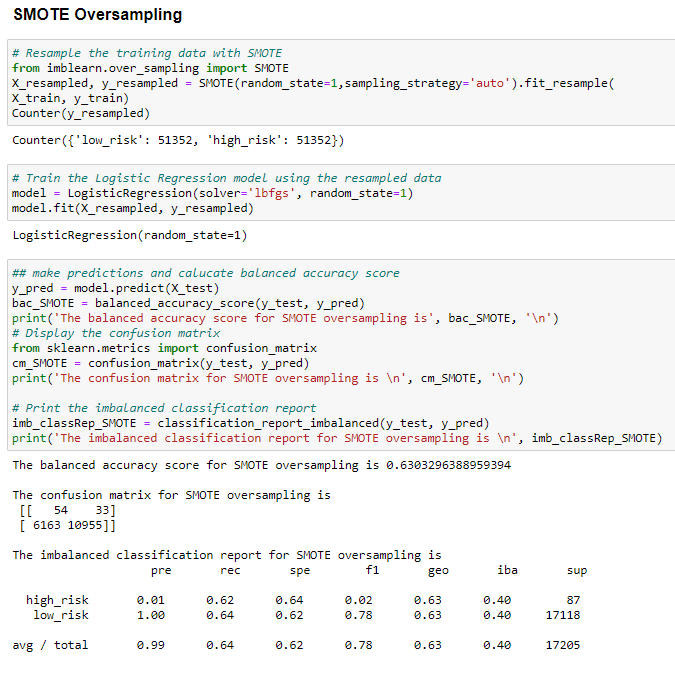 SMOTE Oversampling
# Resample the training data with SMOTE
from imblearn.over_sampling import SMOTE
X_resampled, y_resampled = SMOTE(random_state=1,sampling_strategy='auto').fit_resample(
X_train, y_train)
Counter(y_resampled)
Counter({'low_risk': 51352, 'high_risk': 51352})
# Train the Logistic Regression model using the resampled data
model = LogisticRegression(solver='lbfgs', random_state=1)
model.fit(X_resampled, y_resampled)
LogisticRegression(random_state=1)
## make predictions and calucate balanced accuracy score
y_pred = model.predict(X_test)
bac_SMOTE = balanced_accuracy_score(y_test, y_pred)
print('The balanced accuracy score for SMOTE oversampling is', bac_SMOTE, '\n')
# Display the confusion matrix
from sklearn.metrics import confusion_matrix
cm_SMOTE = confusion_matrix(y_test, y_pred)
print('The confusion matrix for SMOTE oversampling is \n', cm_SMOTE, '\n')
# Print the imbalanced classification report
imb_classRep_SMOTE = classification_report_imbalanced(y_test, y_pred)
print('The imbalanced classification report for SMOTE oversampling is \n', imb_classRep_SMOTE)
The balanced accuracy score for SMOTE oversampling is 0.6303296388959394
The confusion matrix for SMOTE oversampling is
[[   54    33]
[ 6163 10955]]
The imbalanced classification report for SMOTE oversampling is
pre rec spe f1 geo iba sup
high_risk 0.01 0.62 0.64 0.02 0.63 0.40 87
low_risk 1.00 0.64 0.62 0.78 0.63 0.40 17118
avg / total 0.99 0.64 0.62 0.78 0.63 0.40 17205